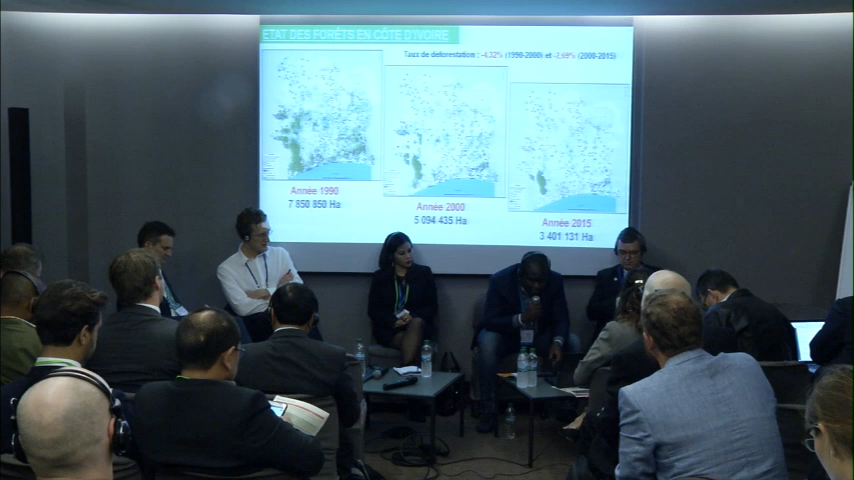 ETAT DES FORÊTS EN CÔTE D'IVOIRE
Taux de deforestation : -4,32% (1990-2000) et -2,69% (2000-2015)
Année 1990
7 850 850 Ha
Année 2000
5 094 435 Ha
Année 2015
3 401 131 Ha